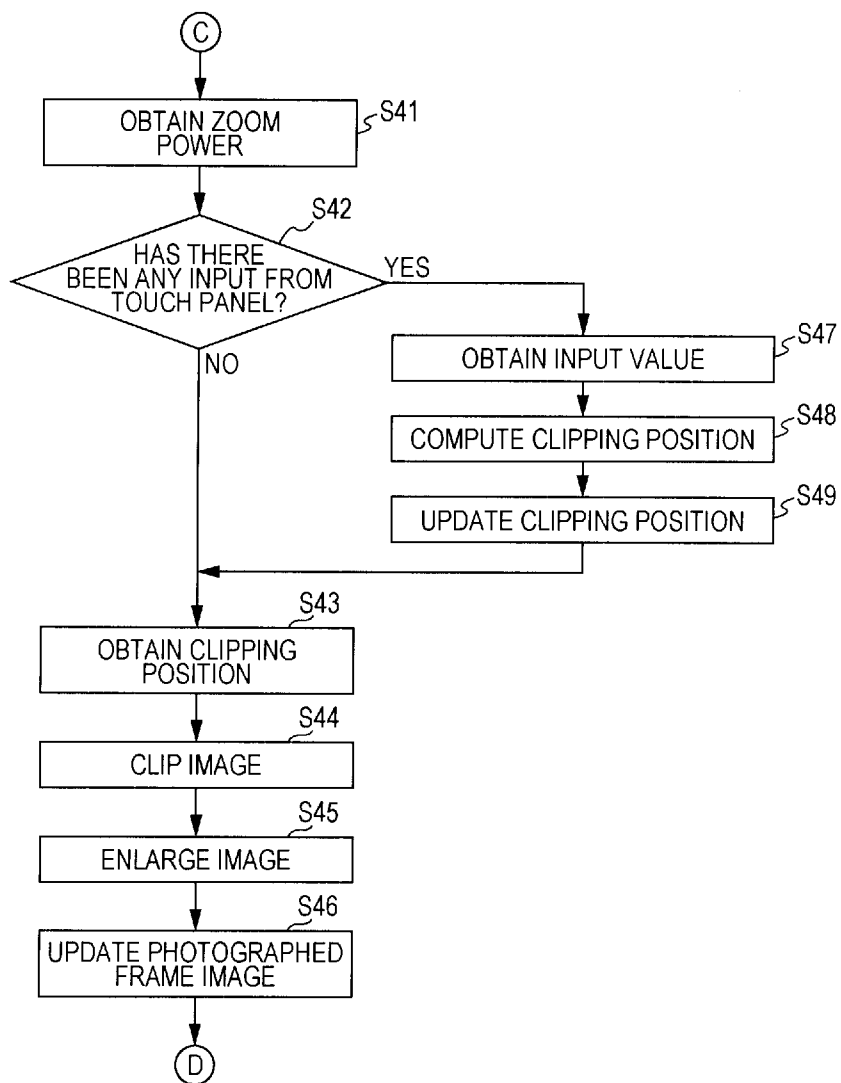 C
OBTAIN ZOOM
POWER
S41
S42
HAS THERE
BEEN ANY INPUT FROM
TOUCH PANEL?
YES
NO
S47
OBTAIN INPUT VALUE
S48
COMPUTE CLIPPING POSITION
S49
UPDATE CLIPPING POSITION
S43
OBTAIN CLIPPING
POSITION
S44
CLIP IMAGE
S45
ENLARGE IMAGE
S46
UPDATE PHOTOGRAPHED
FRAME IMAGE
D